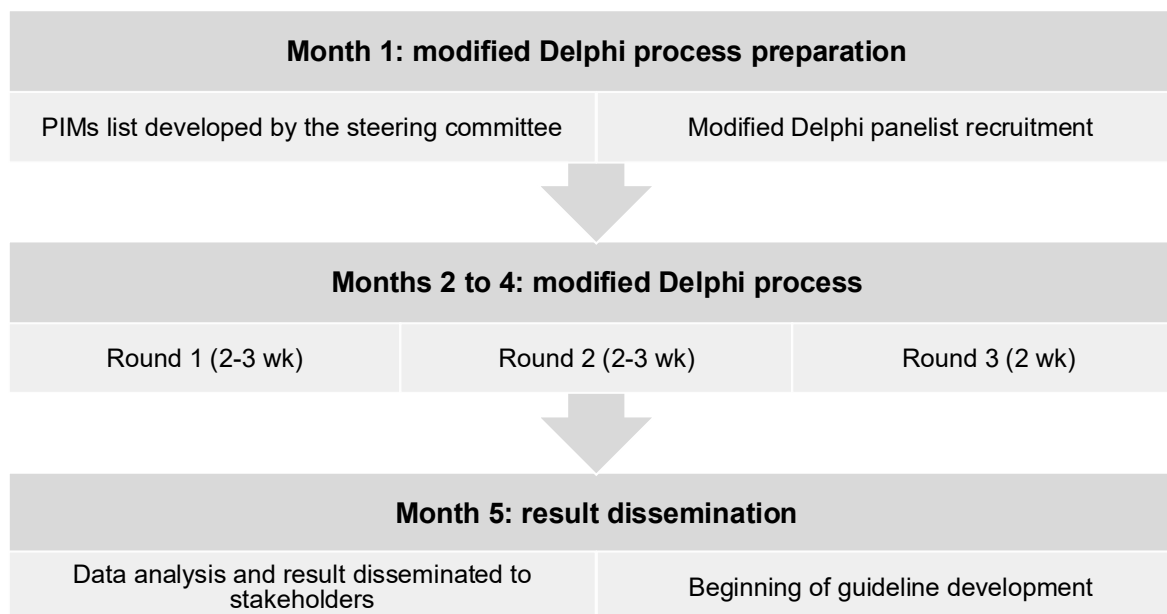 Month 1: modified Delphi process preparation
PIMs list developed by the steering committee
Modified Delphi panelist recruitment
Months 2 to 4: modified Delphi process
Round 1 (2-3 wk)
Round 2 (2-3 wk)
Round 3 (2 wk)
Month 5: result dissemination
Data analysis and result disseminated to
stakeholders
Beginning of guideline development